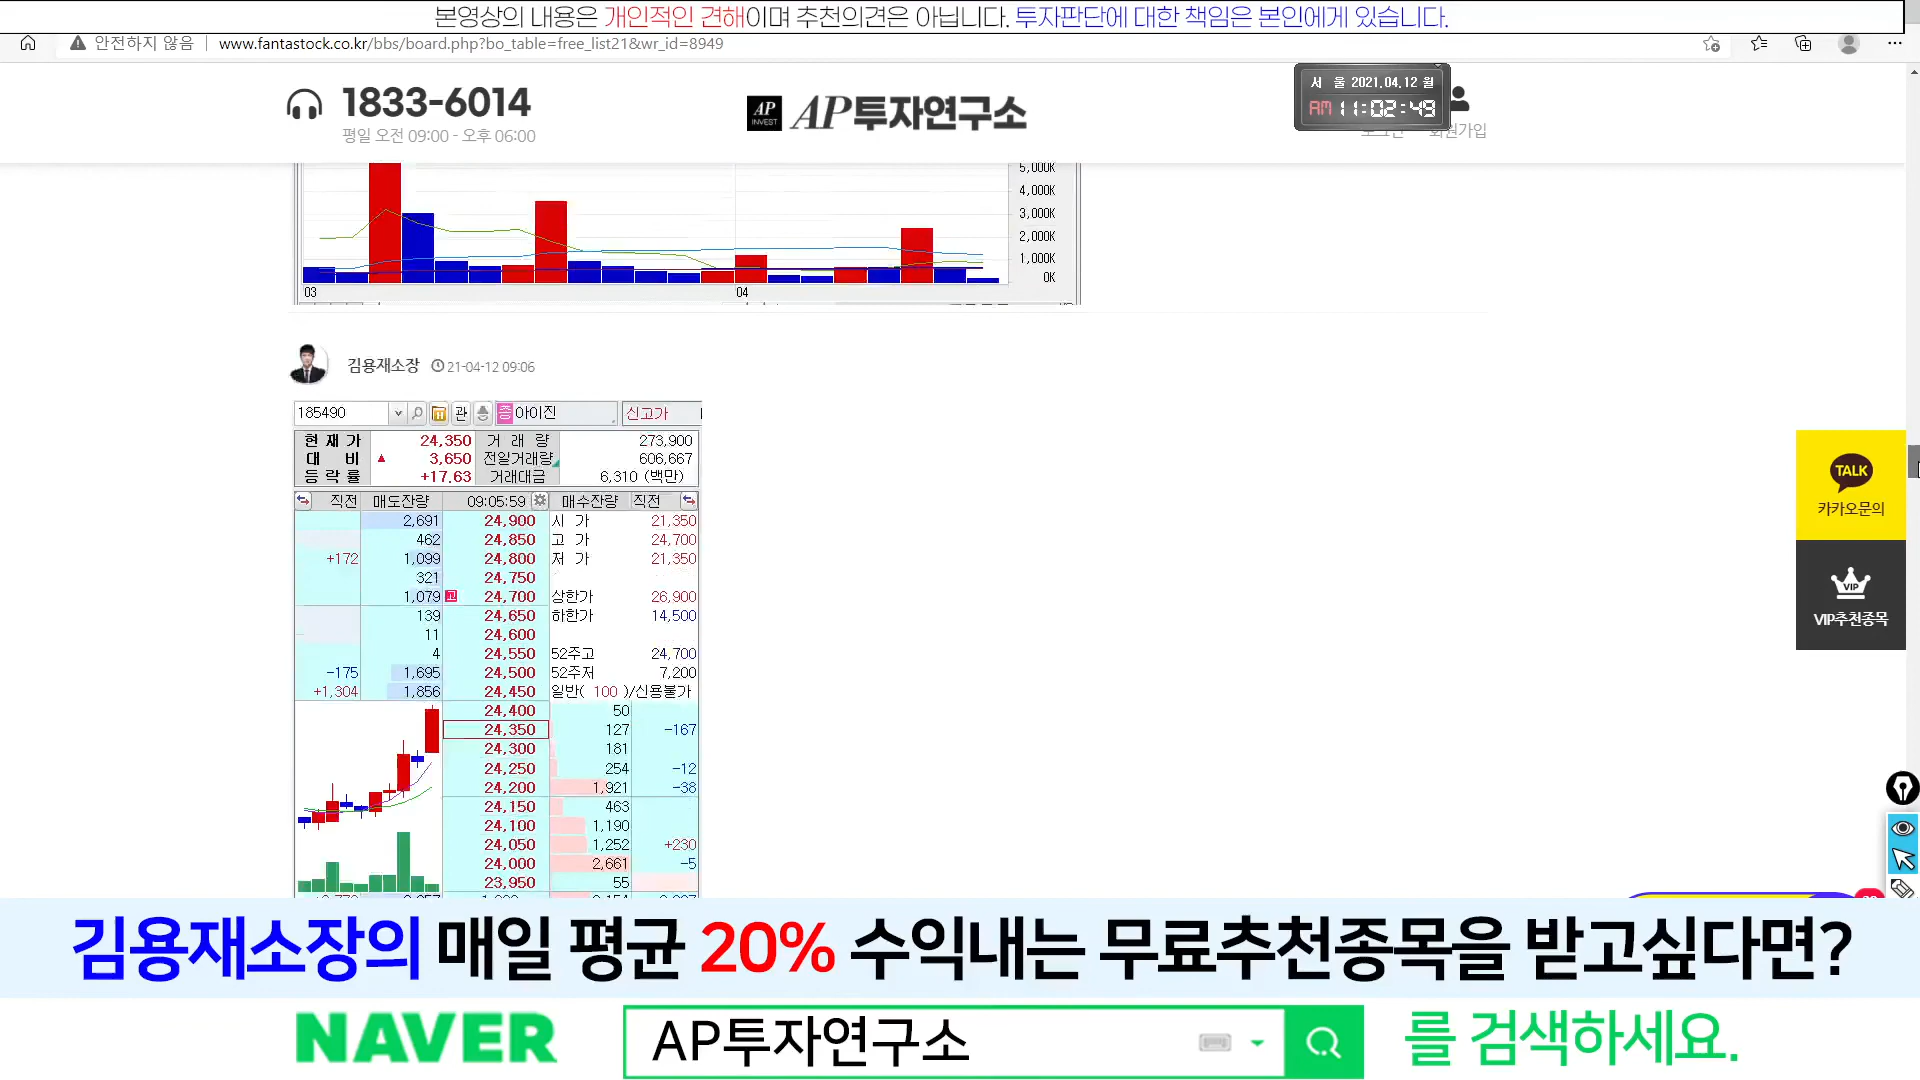 본영상의 내용은 개인적인 견해이며 추천의견은 아닙니다. 투자판단에 대한 책임은 본인에게 있습니다.
안전하지 않음 www.fantastock.co.kr/bbs/board.php?bo_table=free_list21&wr_id=8949
1833-6014
평일 오전 09:00 - 오후 06:00
AP INVEST AP투자연구소
서 울 2021.04.12 월
AM 11:02:49
로그인 회원가입
5,000K
4,000K
3,000K
2,000K
1,000K
0K
03 04
김용재소장 21-04-12 09:06
185490 관 증 아이진 신고가
현재가 24,350 거래량 273,900
대비 ▲ 3,650 전일거래량 606,667
등락률 +17.63 거래대금 6,310 (백만)
직전 매도잔량 09:05:59 매수잔량 직전
2,691 24,900 시 가 21,350
462 24,850 고 가 24,700
+172 1,099 24,800 저 가 21,350
321 24,750
1,079 고 24,700 상한가 26,900
139 24,650 하한가 14,500
11 24,600
4 24,550 52주고 24,700
-175 1,695 24,500 52주저 7,200
+1,304 1,856 24,450 일반( 100 )/신용불가
24,400 50
24,350 127 -167
24,300 181
24,250 254 -12
24,200 1,921 -38
24,150 463
24,100 1,190
24,050 1,252 +230
24,000 2,661 -5
23,950 55
TALK
카카오문의
VIP
VIP추천종목
김용재소장의 매일 평균 20% 수익내는 무료추천종목을 받고싶다면?
NAVER AP투자연구소 를 검색하세요.